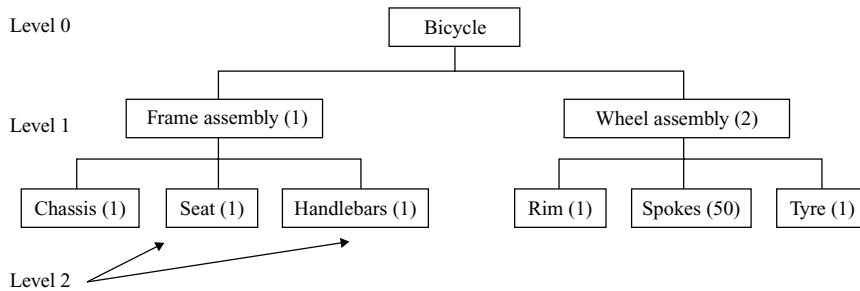 Level 0
Bicycle
Level 1
Frame assembly (1)
Wheel assembly (2)
Chassis (1)
Seat (1)
Handlebars (1)
Rim (1)
Spokes (50)
Tyre (1)
Level 2